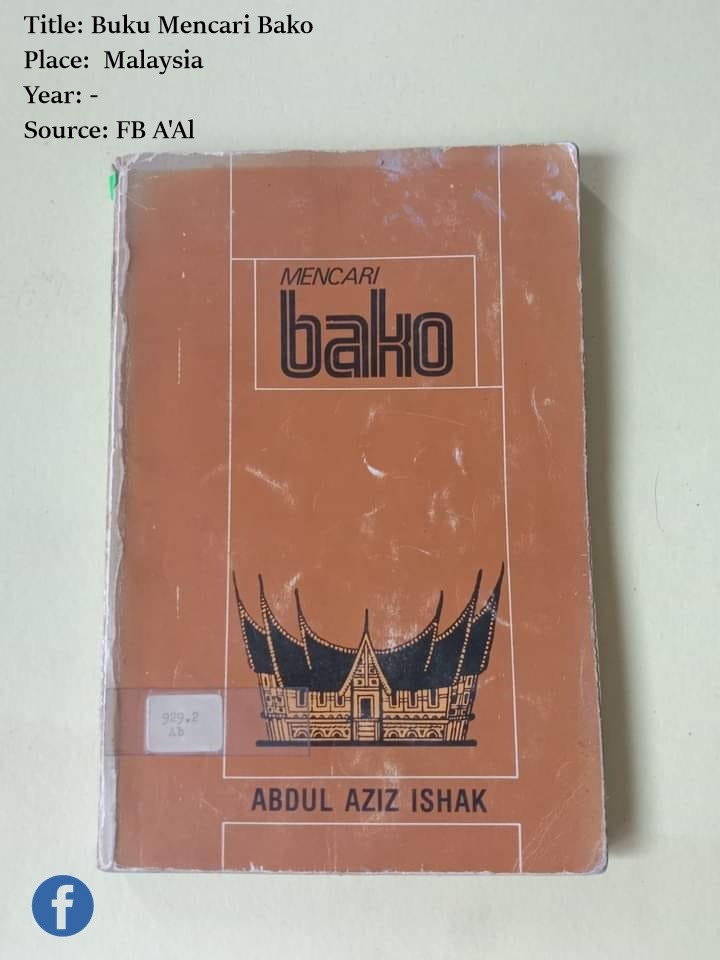 Title: Buku Mencari Bako
Place: Malaysia
Year: -
Source: FB A'Al
MENCARI
bako
929.2
Ab
ABDUL AZIZ ISHAK
f